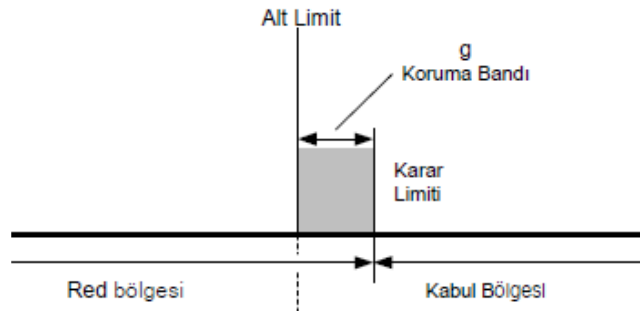 Alt Limit
g
Koruma Bandı
Karar
Limiti
Red bölgesi
Kabul Bölgesi